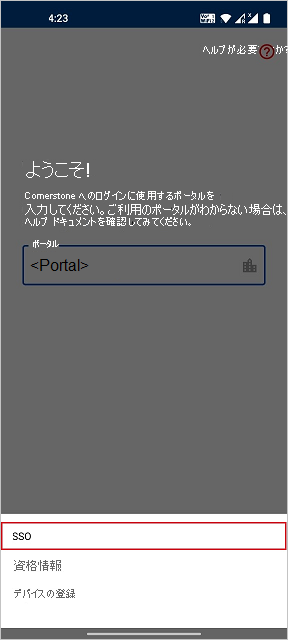 4:23
ヘルプが必要?か?
ようこそ!
Cornerstone へのログインに使用するポータルを
入力してください。ご利用のポータルがわからない場合は、
ヘルプ ドキュメントを確認してみてください。
ポータル
<Portal>
SSO
資格情報
デバイスの登録